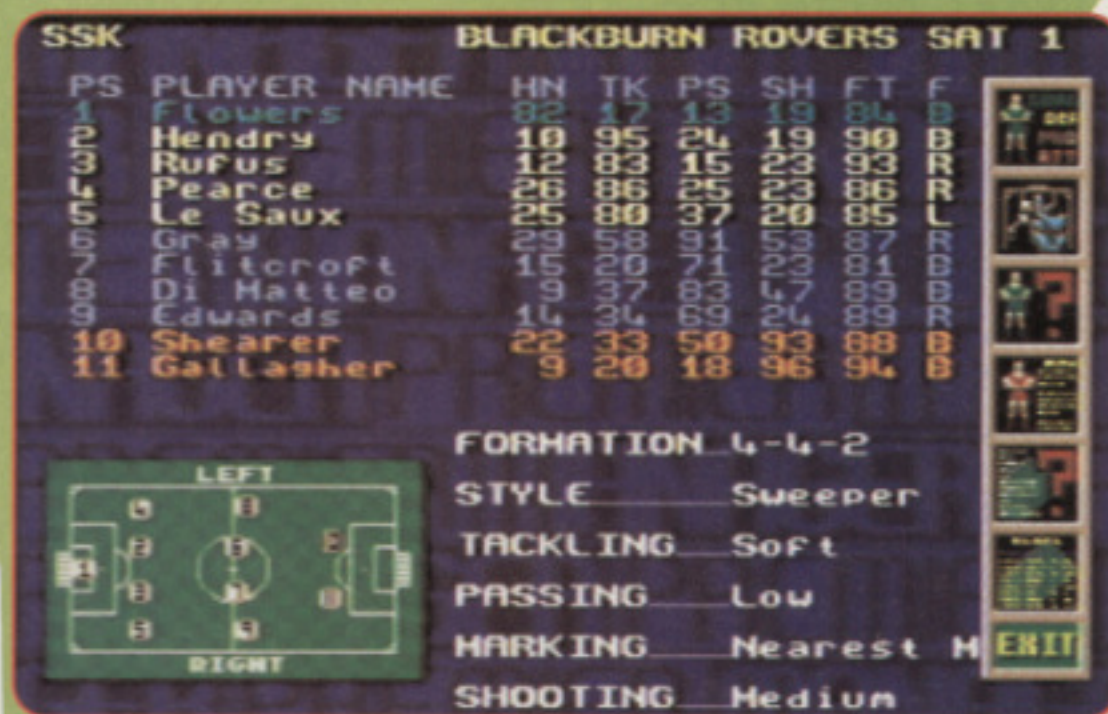 SSK BLACKBURN ROVERS SAT 1
PS PLAYER NAME HN TK PS SH FT F
1 Flowers 82 17 13 19 84 B
2 Hendry 10 95 24 19 90 B
3 Rufus 12 83 15 23 93 R
4 Pearce 26 86 25 23 86 R
5 Le Saux 25 80 37 20 85 L
6 Gray 29 58 91 53 87 R
7 Flitcroft 15 20 71 23 81 B
8 Di Matteo 9 37 83 47 89 B
9 Edwards 14 34 69 24 89 R
10 Shearer 22 33 50 93 88 B
11 Gallagher 9 20 18 96 94 B
FORMATION 4-4-2
STYLE Sweeper
TACKLING Soft
PASSING Low
MARKING Nearest M
SHOOTING Medium
LEFT
RIGHT
EXIT